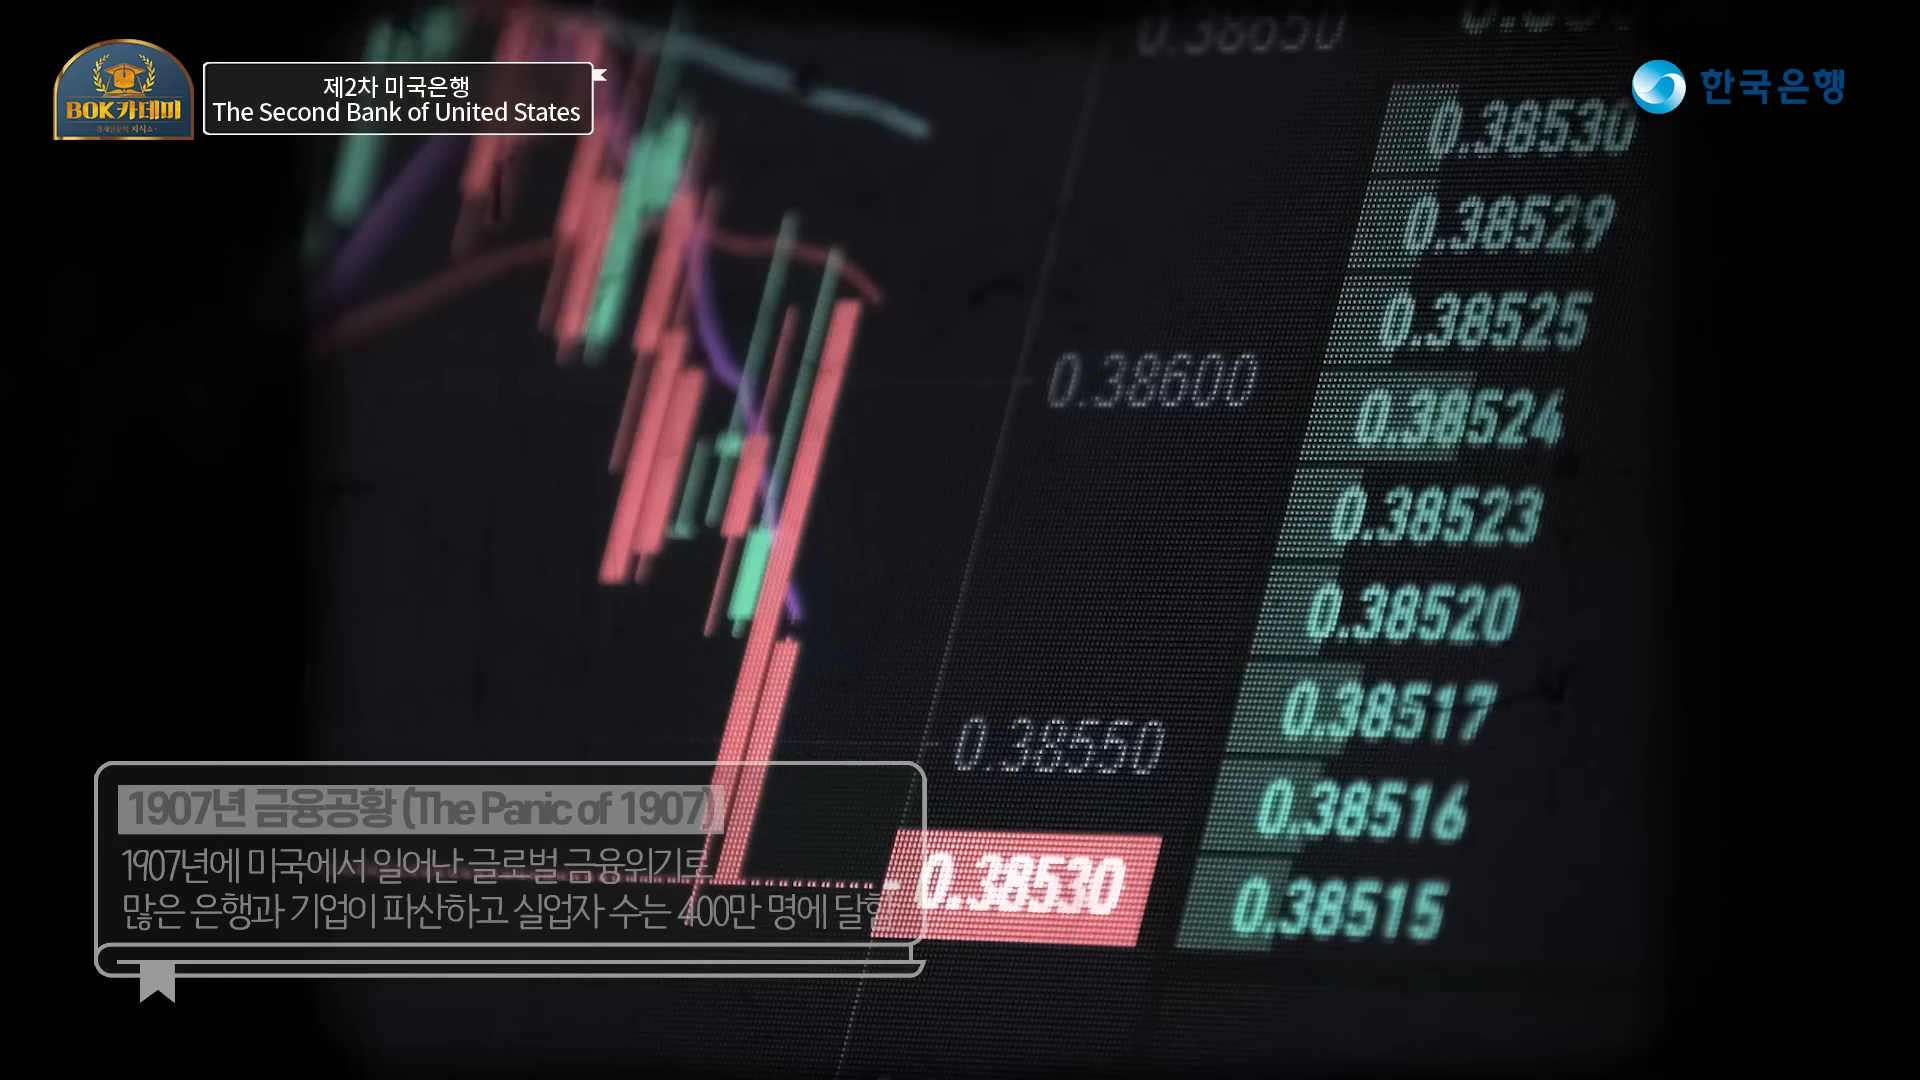 BOK카데미
제2차 미국은행
The Second Bank of United States
한국은행
0.38650
0.38530
0.38529
0.38525
0.38600
0.38524
0.38523
0.38520
0.38517
0.38550
0.38516
0.38530
0.38515
1907년 금융공황 (The Panic of 1907)
1907년에 미국에서 일어난 글로벌 금융위기로
많은 은행과 기업이 파산하고 실업자 수는 400만 명에 달함